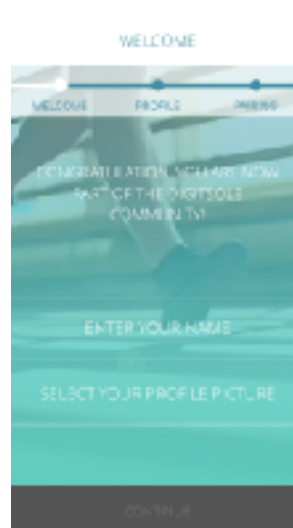 WELCOME
WELCOME PROFILE PAIRING
CONGRATULATION, YOU ARE NOW
PART OF THE DIGITSOLE
COMMUNITY!
ENTER YOUR NAME
SELECT YOUR PROFILE PICTURE
CONTINUE